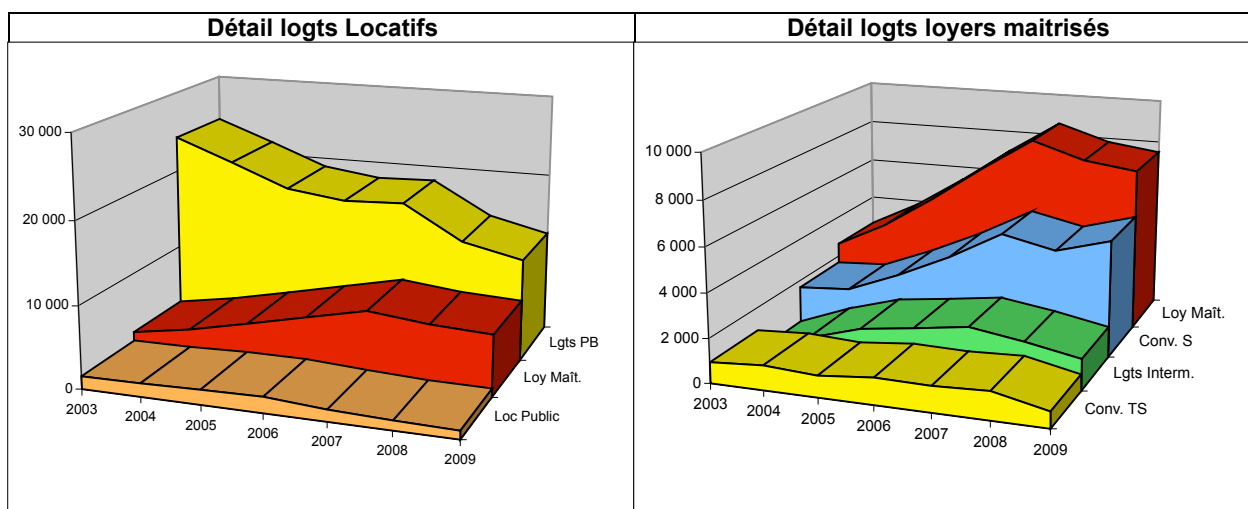 Détail logts Locatifs
30 000
20 000
10 000
0
2003
2004
2005
2006
2007
2008
2009
Lgts PB
Loy Maît.
Loc Public
Détail logts loyers maitrisés
10 000
8 000
6 000
4 000
2 000
0
2003
2004
2005
2006
2007
2008
2009
Loy Maît.
Conv. S
Lgts Interm.
Conv. TS